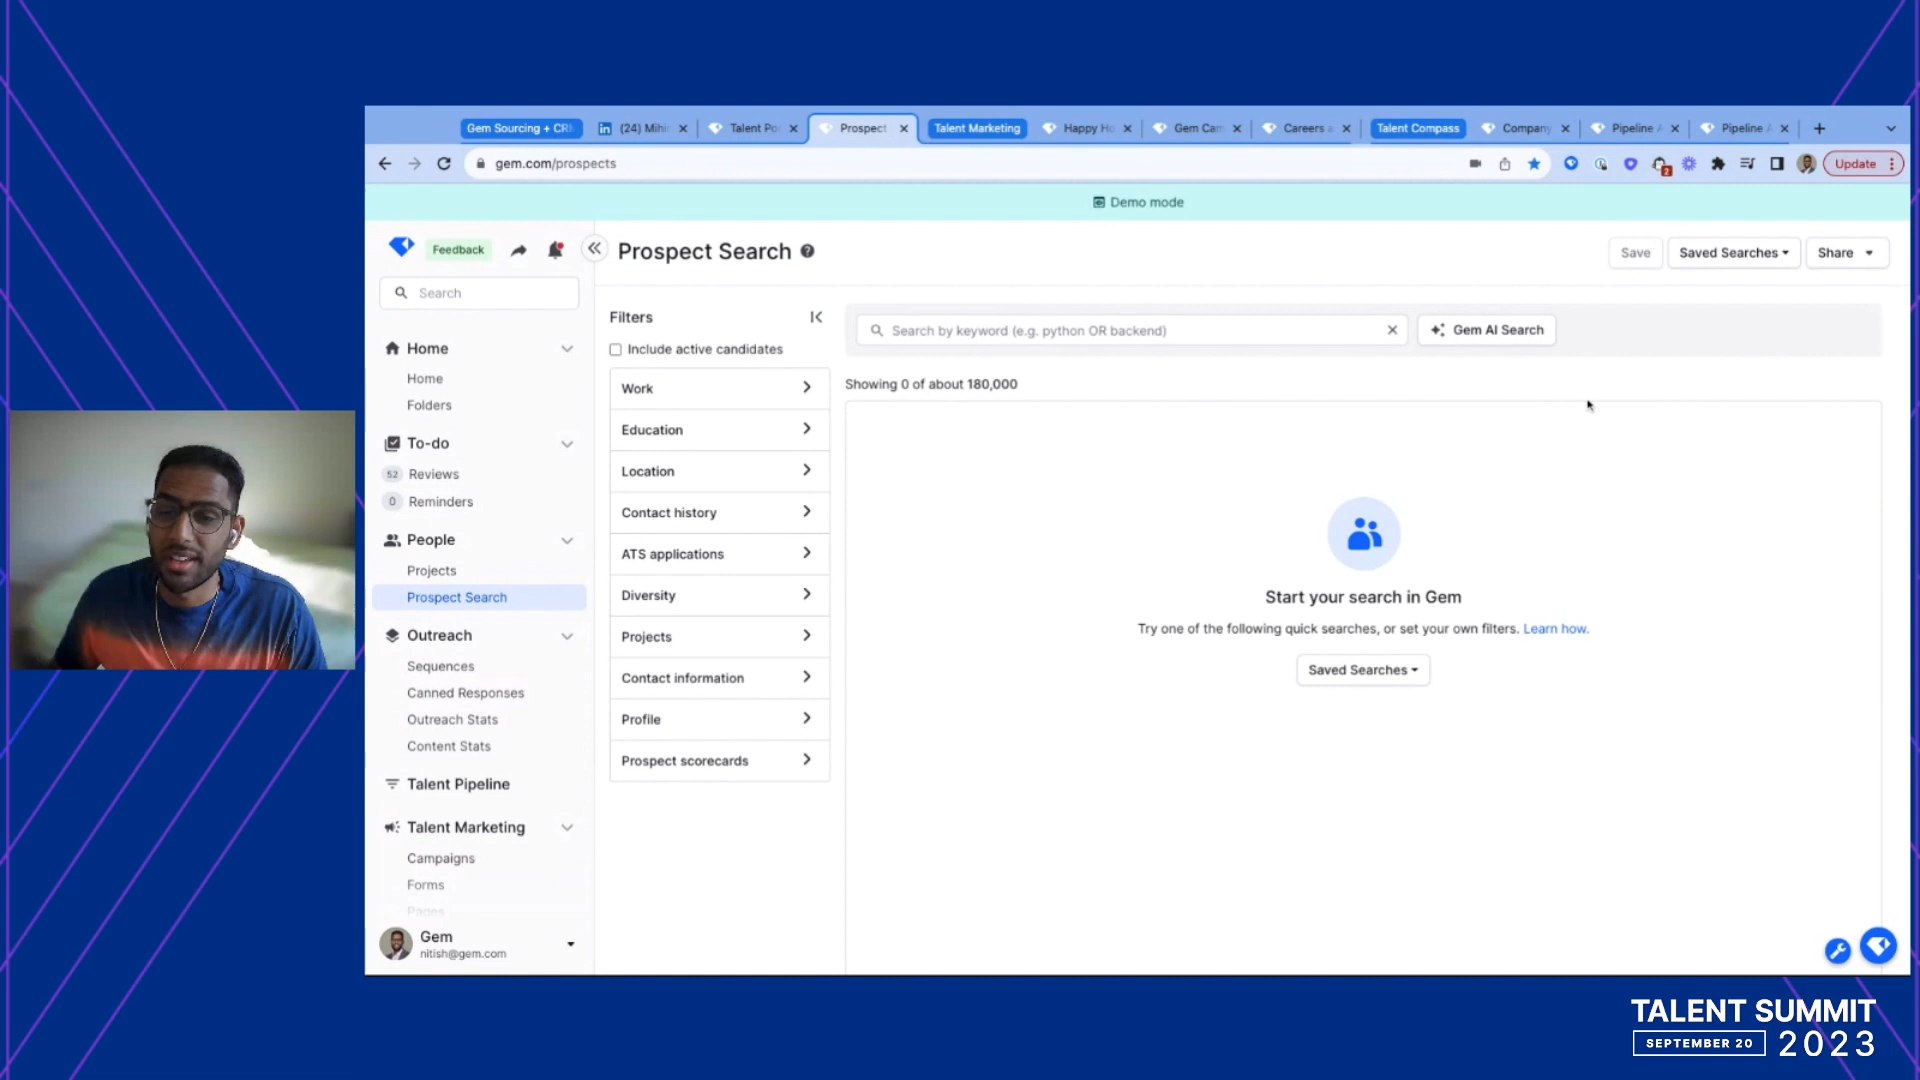 Gem Sourcing + CR
(24) Mihi
Talent Po
Prospect
Talent Marketing
Happy Ho
Gem Cam
Careers
Talent Compass
Company
Pipeline
Pipeline
gem.com/prospects
2
Update
Demo mode
Feedback
Search
Home
Home
Folders
To-do
52 Reviews
0 Reminders
People
Projects
Prospect Search
Outreach
Sequences
Canned Responses
Outreach Stats
Content Stats
Talent Pipeline
Talent Marketing
Campaigns
Forms
Pages
Gem
nitish@gem.com
Prospect Search
Save
Saved Searches
Share
Filters
Include active candidates
Work
Education
Location
Contact history
ATS applications
Diversity
Projects
Contact information
Profile
Prospect scorecards
Search by keyword (e.g. python OR backend)
Gem AI Search
Showing 0 of about 180,000
Start your search in Gem
Try one of the following quick searches, or set your own filters. Learn how.
Saved Searches
TALENT SUMMIT
SEPTEMBER 20 2023